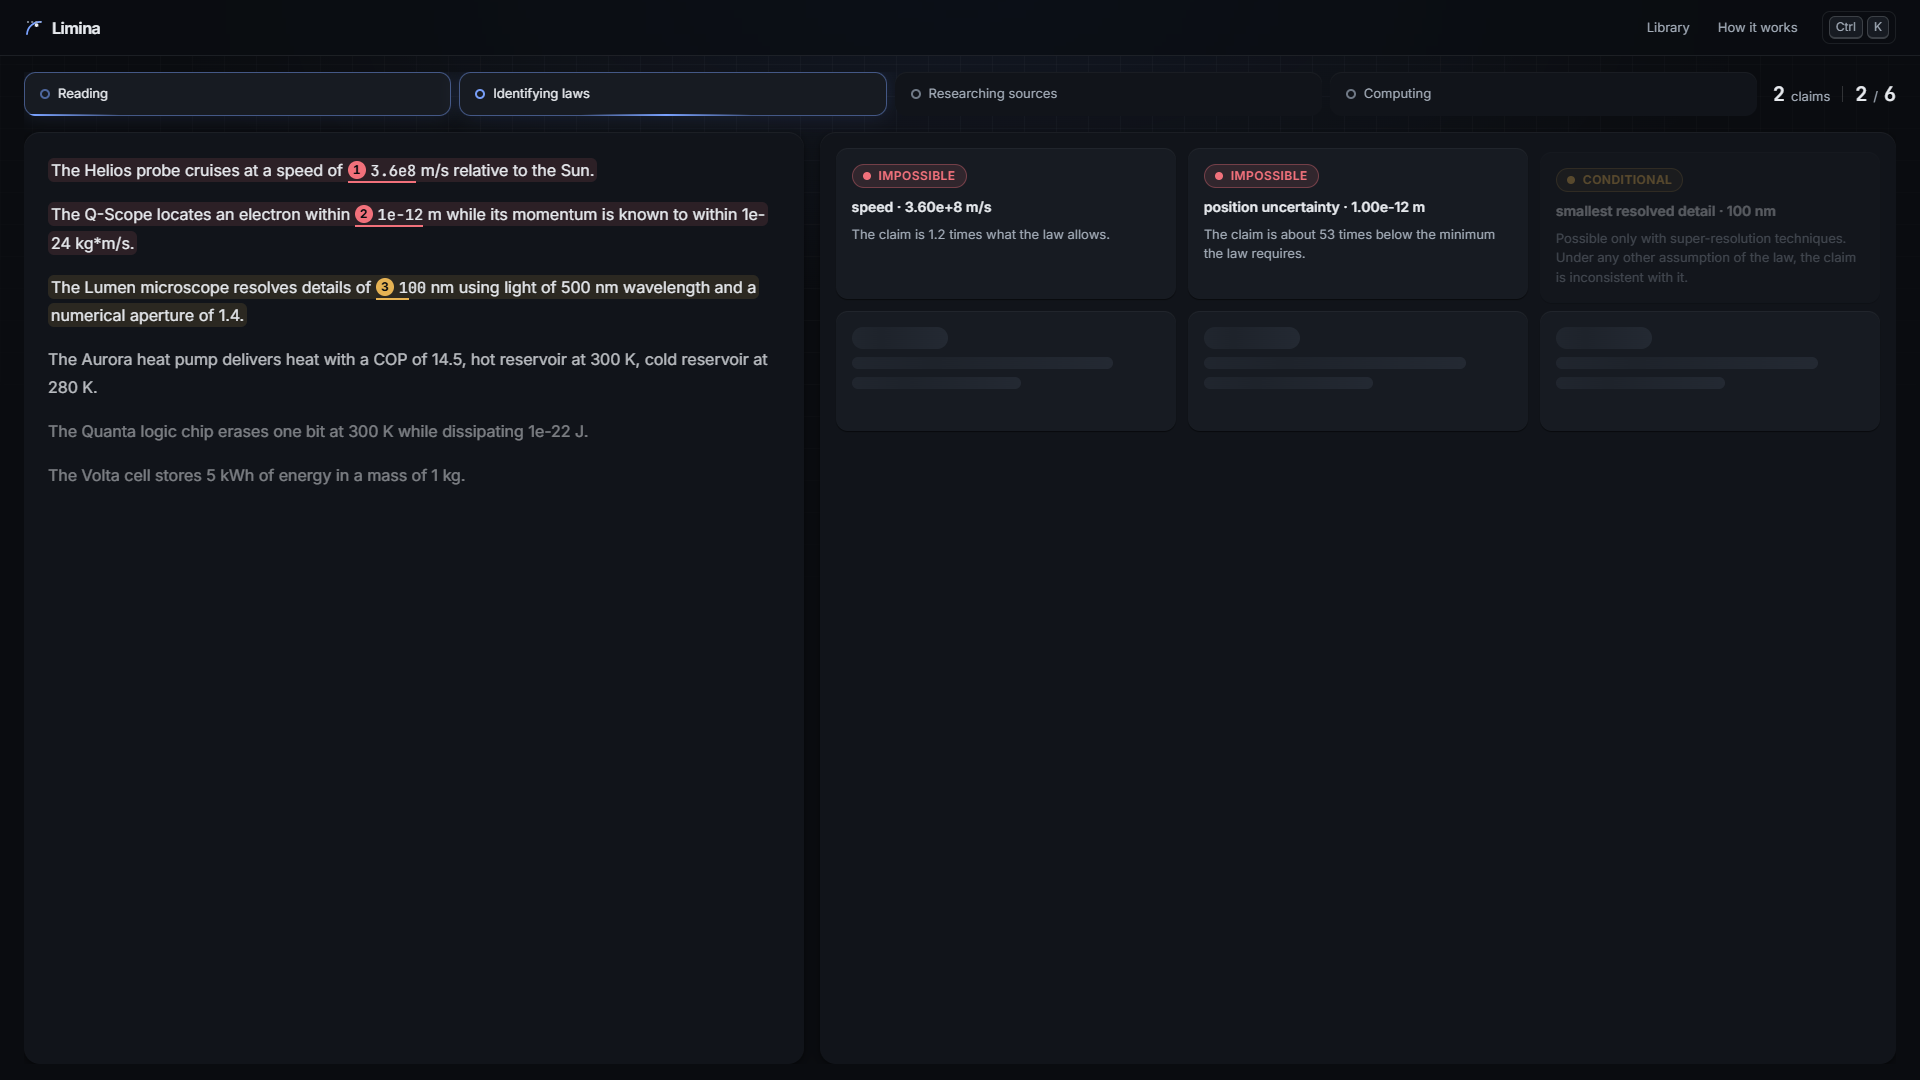 Limina
Library
How it works
Ctrl K
Reading
Identifying laws
Researching sources
Computing
2 claims
2 / 6
The Helios probe cruises at a speed of 1 3.6e8 m/s relative to the Sun.
The Q-Scope locates an electron within 2 1e-12 m while its momentum is known to within 1e-
24 kg*m/s.
The Lumen microscope resolves details of 3 100 nm using light of 500 nm wavelength and a
numerical aperture of 1.4.
The Aurora heat pump delivers heat with a COP of 14.5, hot reservoir at 300 K, cold reservoir at
280 K.
The Quanta logic chip erases one bit at 300 K while dissipating 1e-22 J.
The Volta cell stores 5 kWh of energy in a mass of 1 kg.
IMPOSSIBLE
speed · 3.60e+8 m/s
The claim is 1.2 times what the law allows.
IMPOSSIBLE
position uncertainty · 1.00e-12 m
The claim is about 53 times below the minimum
the law requires.
CONDITIONAL
smallest resolved detail · 100 nm
Possible only with super-resolution techniques.
Under any other assumption of the law, the claim
is inconsistent with it.